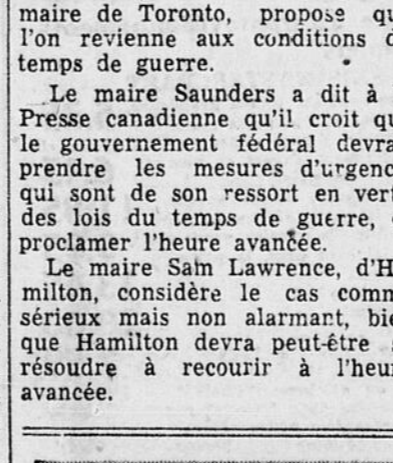 maire de Toronto, propose qu
l'on revienne aux conditions d
temps de guerre.
Le maire Saunders a dit à
Presse canadienne qu'il croit qu
le gouvernement fédéral devra
prendre les mesures d'urgenc
qui sont de son ressort en vert
des lois du temps de guerre,
proclamer l'heure avancée.
Le maire Sam Lawrence, d'H
milton, considère le cas comm
sérieux mais non alarmant, bie
que Hamilton devra peut-être
résoudre à recourir à l'heur
avancée.